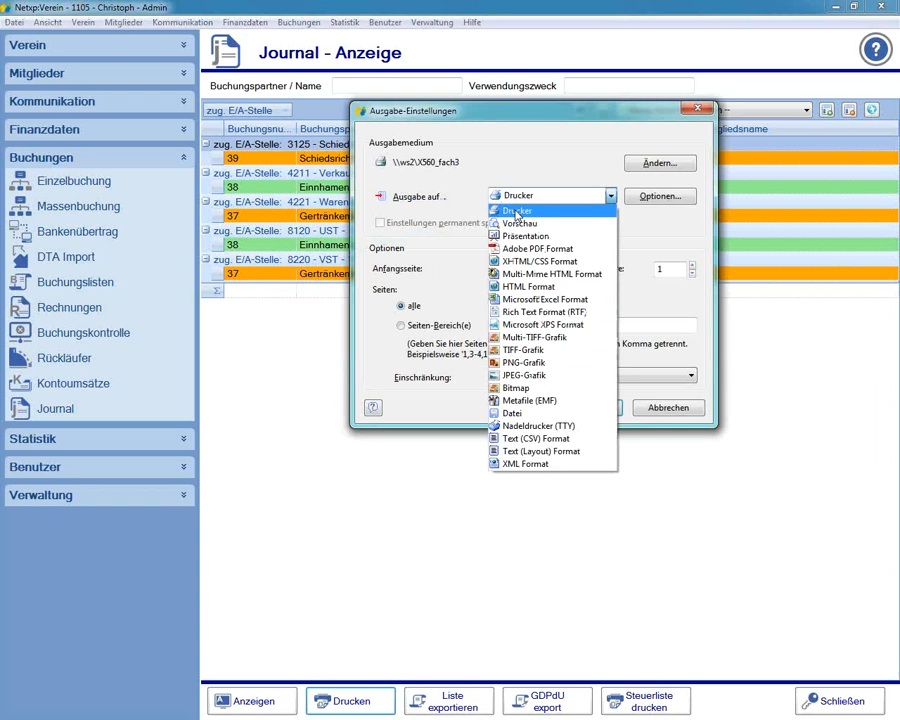 Netxp:Verein - 1105 - Christoph - Admin
Datei Ansicht Verein Mitglieder Kommunikation Finanzdaten Buchungen Statistik Benutzer Verwaltung Hilfe
Verein
Mitglieder
Kommunikation
Finanzdaten
Buchungen
Einzelbuchung
Massenbuchung
Bankenübertrag
DTA Import
Buchungslisten
Rechnungen
Buchungskontrolle
Rückläufer
Kontoumsätze
Journal
Statistik
Benutzer
Verwaltung
Journal - Anzeige
Buchungspartner / Name
Verwendungszweck
zug. E/A-Stelle
Buchungsnu...
zug. E/A-Stelle: 3125 - Schied
39 Schiedsrich
zug. E/A-Stelle: 4211 - Verkau
38 Einnhamen
zug. E/A-Stelle: 4221 - Waren
37 Gertränken
zug. E/A-Stelle: 8120 - UST -
38 Einnhamen
zug. E/A-Stelle: 8220 - VST -
37 Gertränken
Σ
Ausgabe-Einstellungen
Ausgabemedium
\\ws2\X560_fach3
Ändern...
Ausgabe auf...
Drucker
Optionen...
Einstellungen permanent sp
Optionen
Anfangsseite:
1
Seiten:
alle
Seiten-Bereich(e)
(Geben Sie hier Seiten
Komma getrennt.
Beispielsweise '1,3-4,1
Einschränkung:
Abbrechen
Drucker
Vorschau
Präsentation
Adobe PDF Format
XHTML/CSS Format
Multi-Mime HTML Format
HTML Format
Microsoft Excel Format
Rich Text Format (RTF)
Microsoft XPS Format
Multi-TIFF-Grafik
TIFF-Grafik
PNG-Grafik
JPEG-Grafik
Bitmap
Metafile (EMF)
Datei
Nadeldrucker (TTY)
Text (CSV) Format
Text (Layout) Format
XML Format
Anzeigen
Drucken
Liste
exportieren
GDPdU
export
Steuerliste
drucken
Schließen